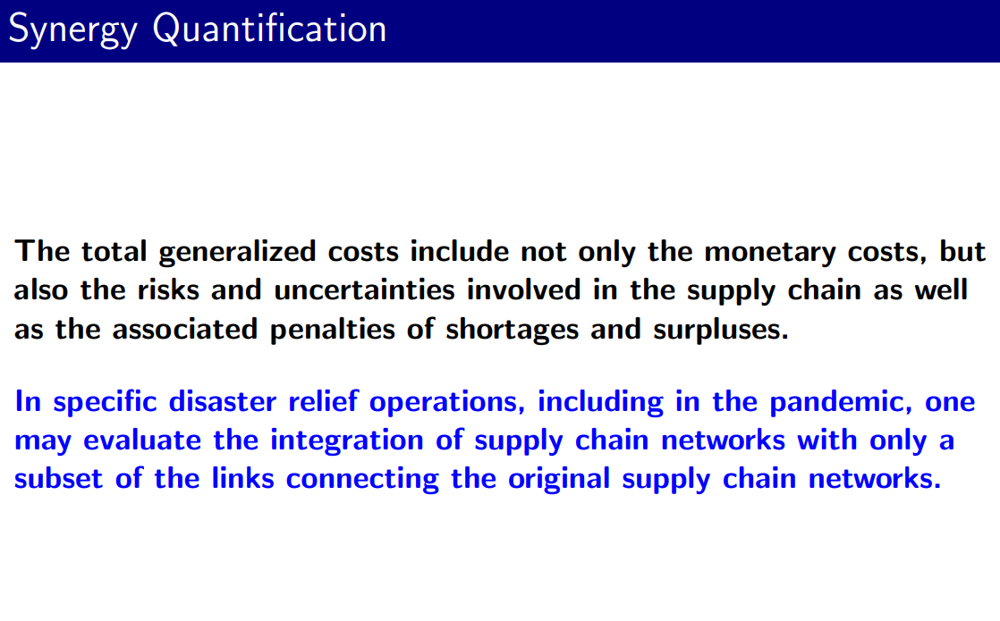 Synergy Quantification
The total generalized costs include not only the monetary costs, but
also the risks and uncertainties involved in the supply chain as well
as the associated penalties of shortages and surpluses.
In specific disaster relief operations, including in the pandemic, one
may evaluate the integration of supply chain networks with only a
subset of the links connecting the original supply chain networks.